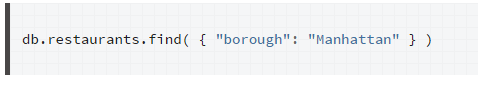 db.restaurants.find( { "borough": "Manhattan" } )